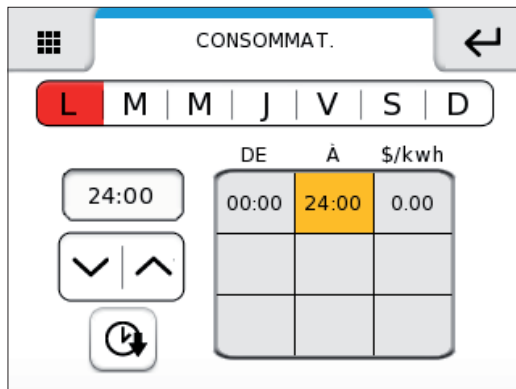 CONSOMMAT.
L M M J V S D
DE À $/kwh
24:00
00:00 24:00 0.00